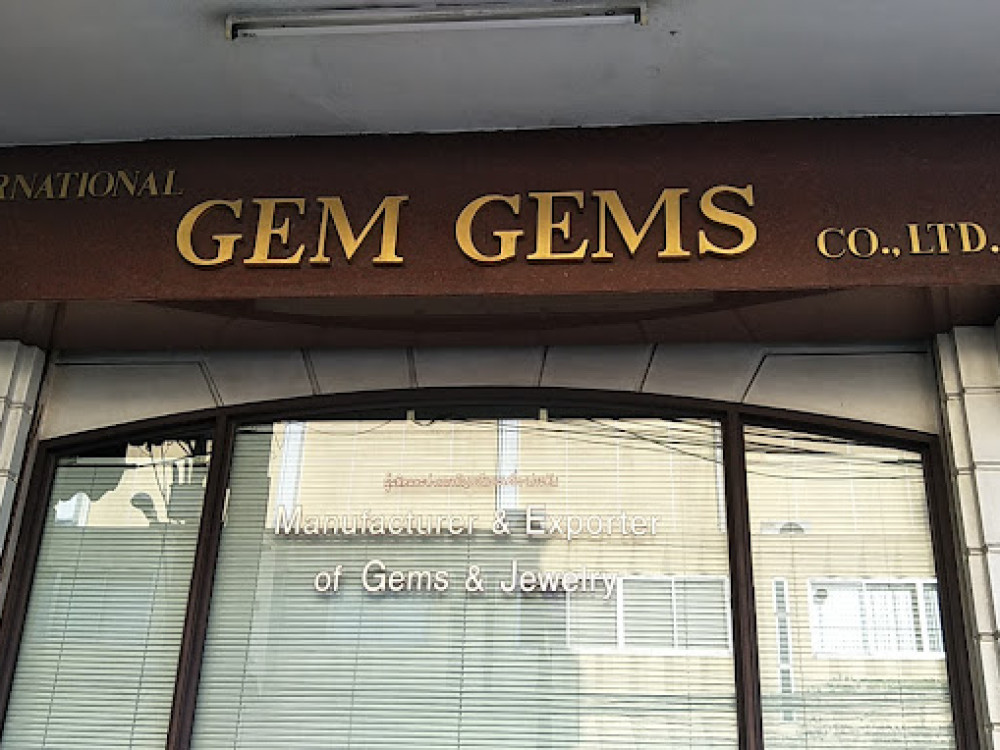 RNATIONAL GEM GEMS CO., LTD.
Manufacturer & Exporter
of Gems & Jewelry